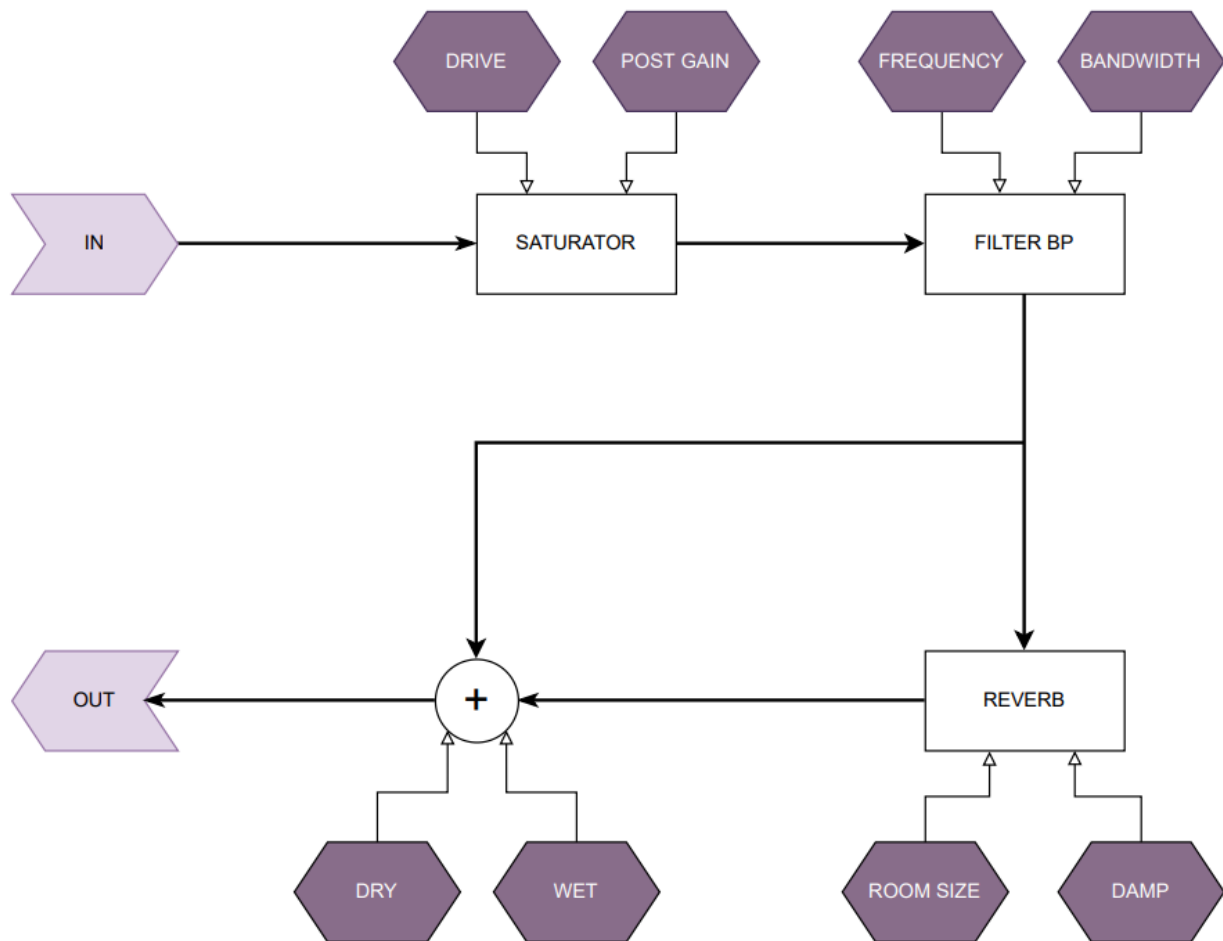 DRIVE
POST GAIN
FREQUENCY
BANDWIDTH
IN
SATURATOR
FILTER BP
OUT
+
REVERB
DRY
WET
ROOM SIZE
DAMP